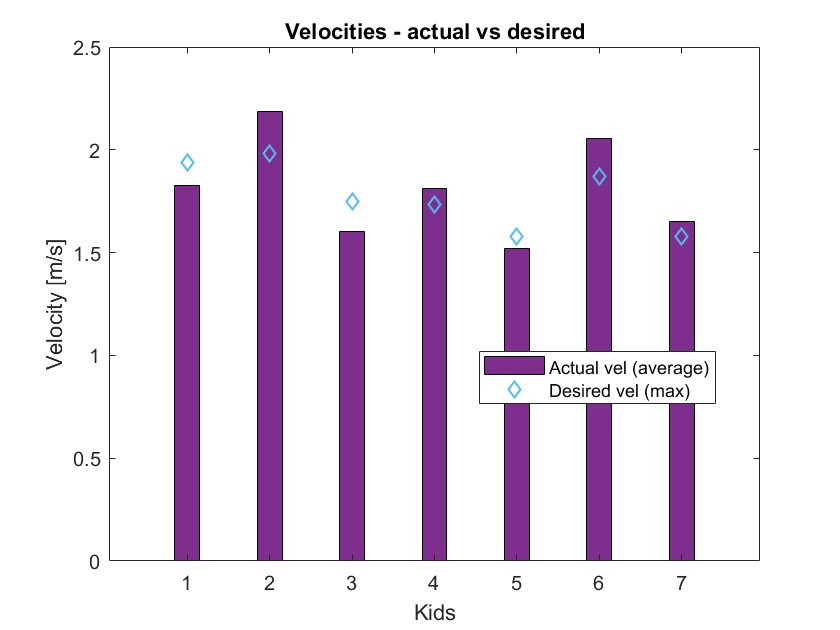 Velocities - actual vs desired
2.5
2
1.5
1
0.5
0
Velocity [m/s]
Actual vel (average)
Desired vel (max)
1 2 3 4 5 6 7
Kids